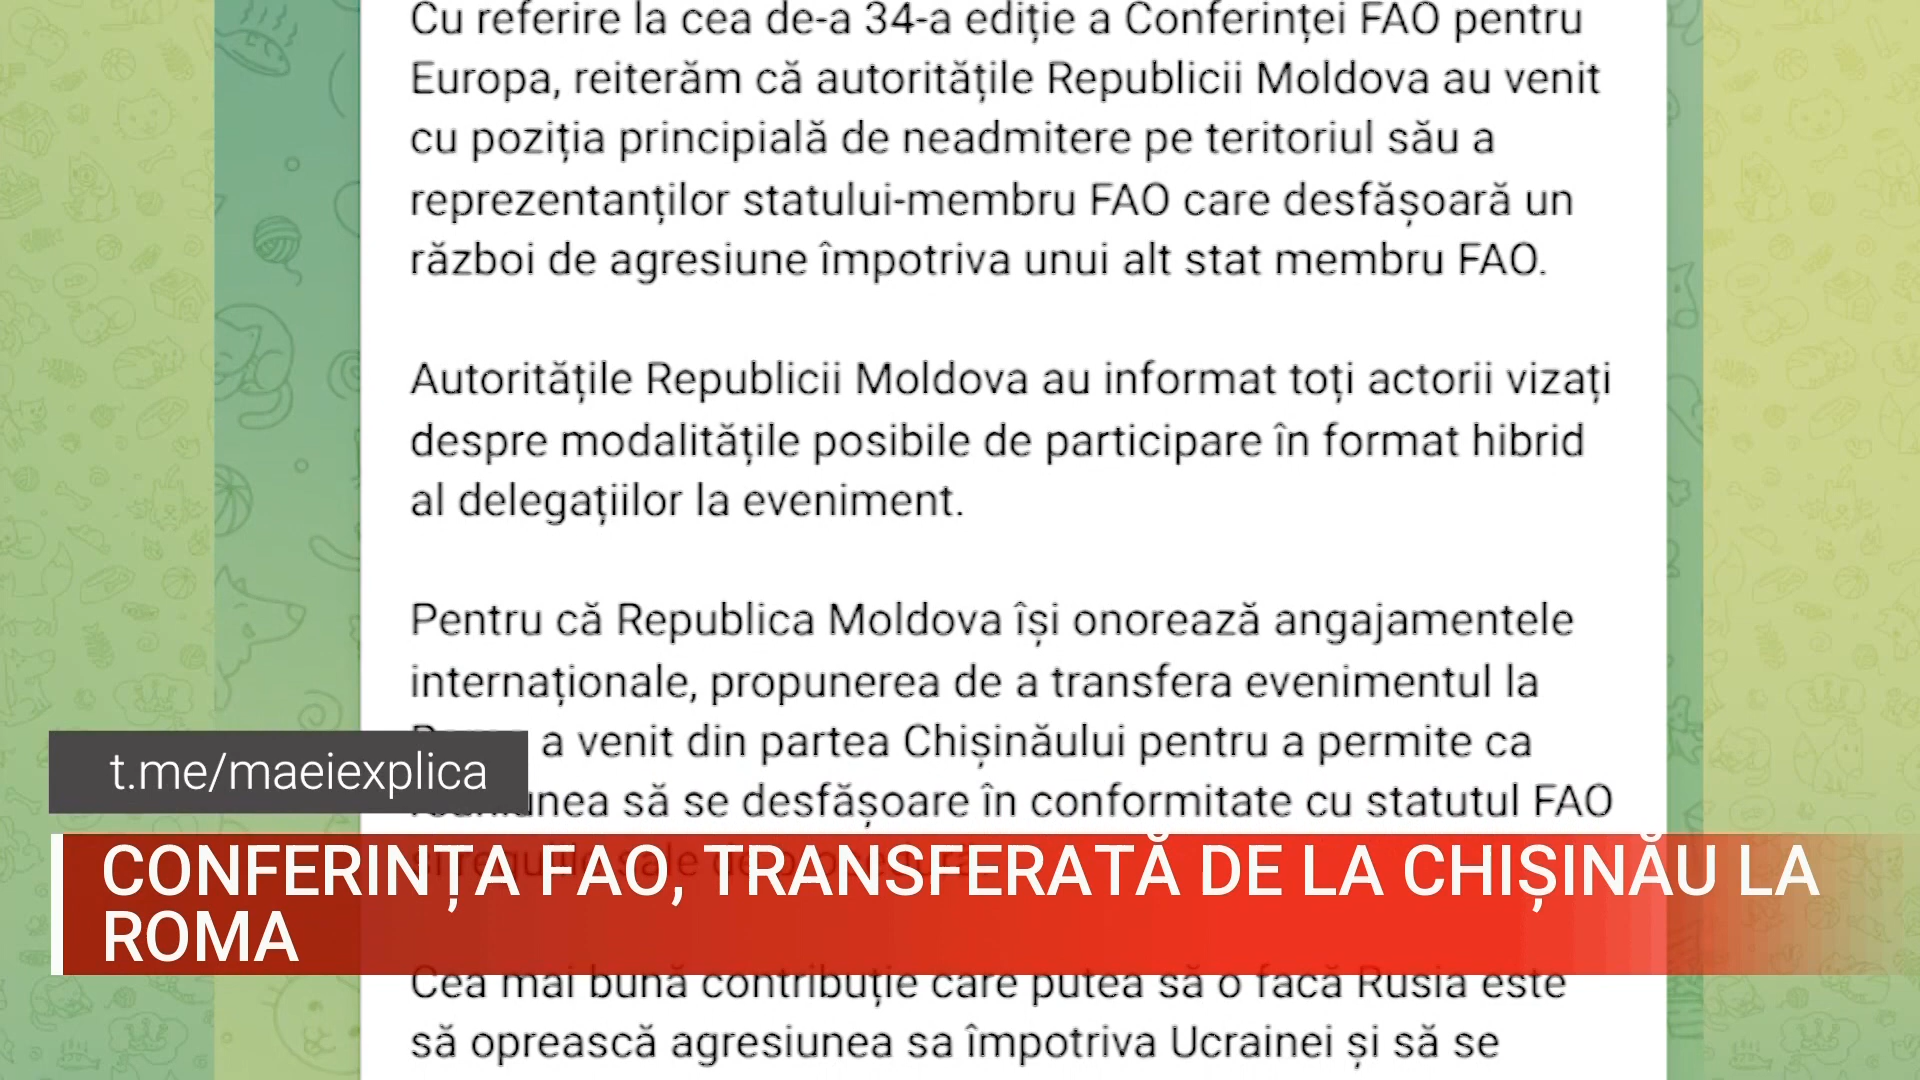 Cu referire la cea de-a 34-a ediție a Conferinței FAO pentru
Europa, reiterăm că autoritățile Republicii Moldova au venit
cu poziția principială de neadmitere pe teritoriul său a
reprezentanților statului-membru FAO care desfășoară un
război de agresiune împotriva unui alt stat membru FAO.
Autoritățile Republicii Moldova au informat toți actorii vizați
despre modalitățile posibile de participare în format hibrid
al delegațiilor la eveniment.
Pentru că Republica Moldova își onorează angajamentele
internaționale, propunerea de a transfera evenimentul la
a venit din partea Chișinăului pentru a permite ca
să se desfășoare în conformitate cu statutul FAO
t.me/maeiexplica
CONFERINȚA FAO, TRANSFERATĂ DE LA CHIȘINĂU LA
ROMA
Cea mai bună contribuție care putea să o facă Rusia este
să oprească agresiunea sa împotriva Ucrainei și să se